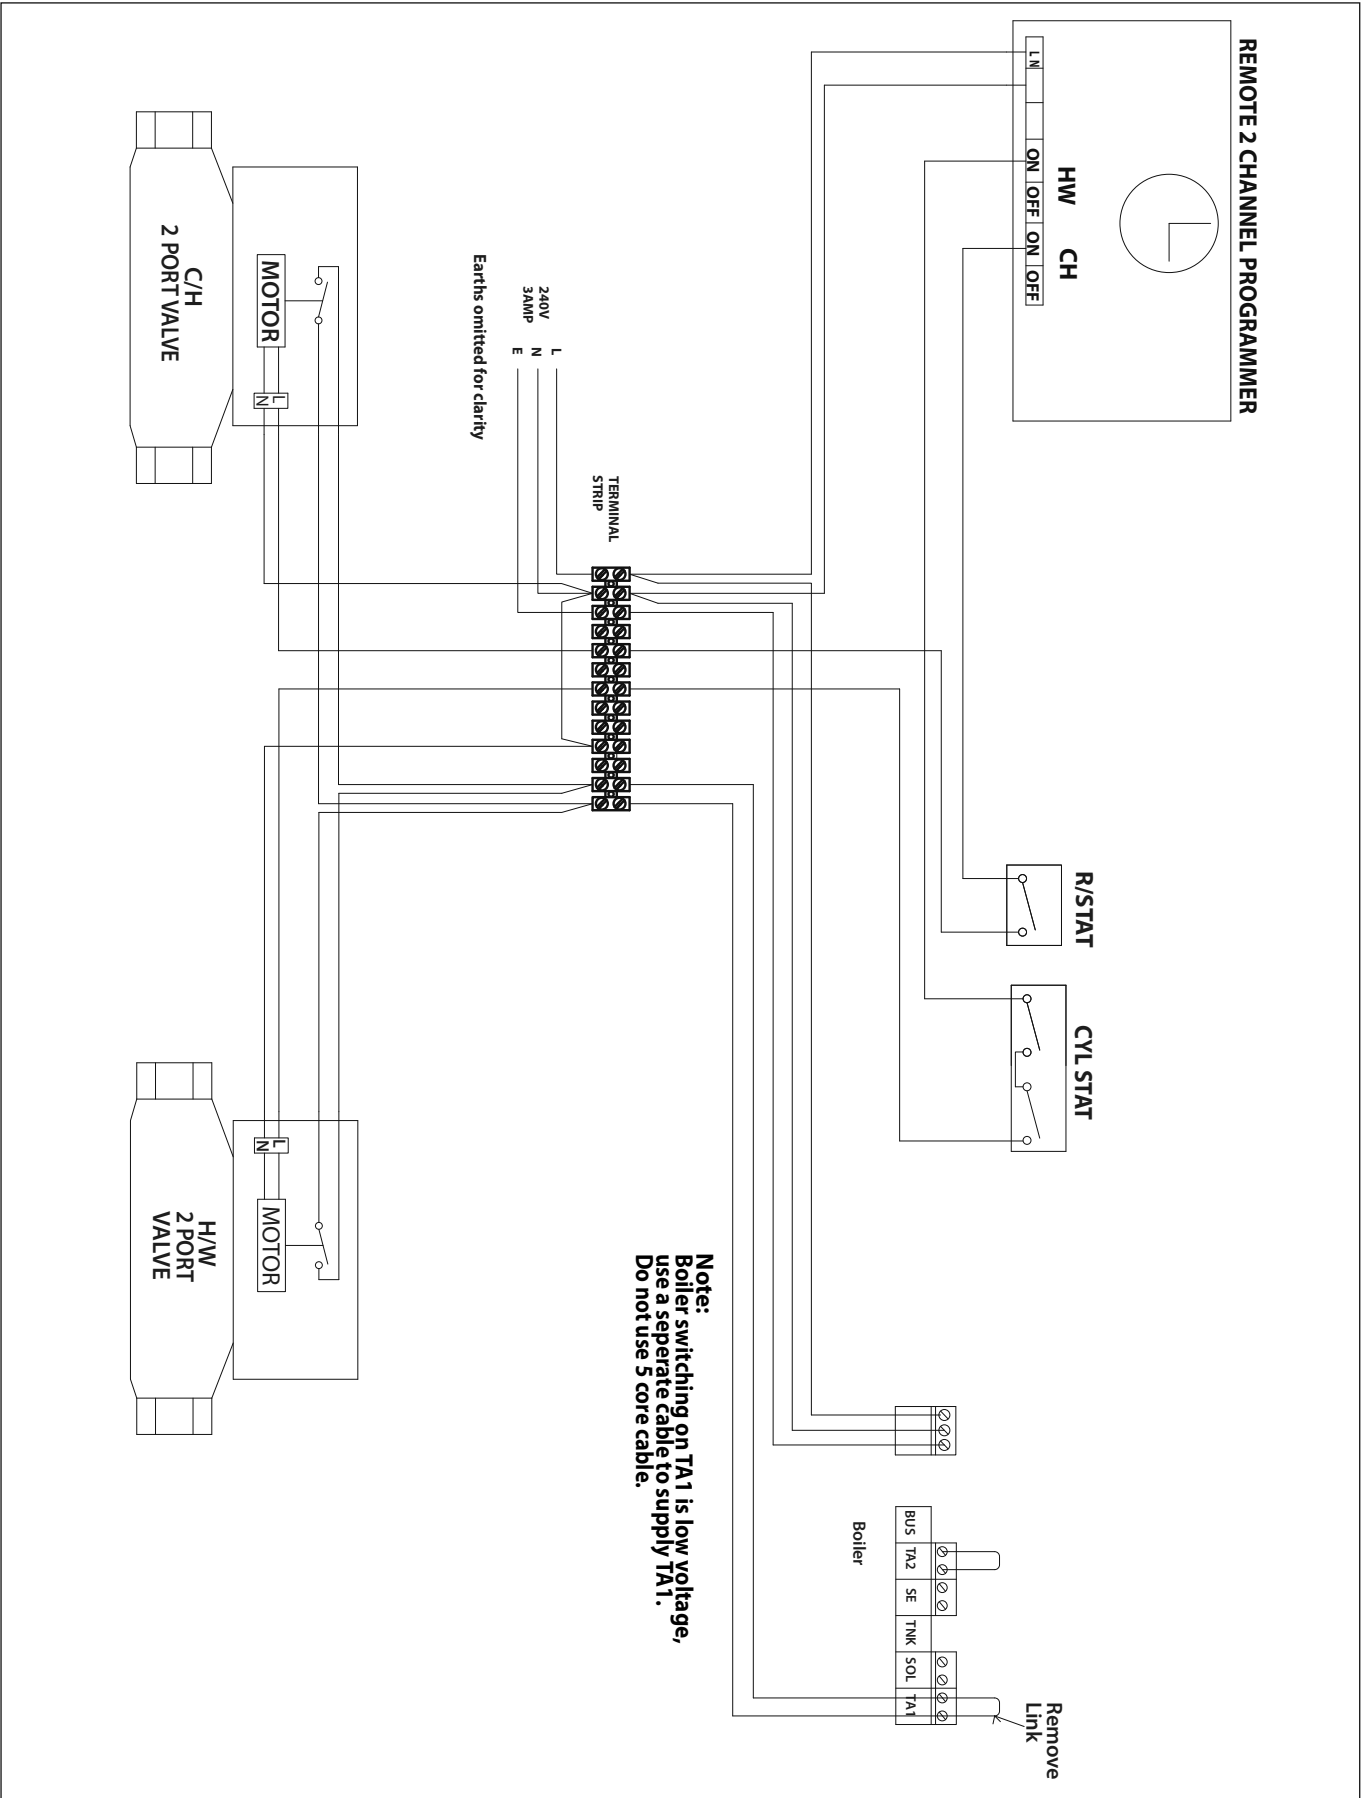 REMOTE 2 CHANNEL PROGRAMMER
HW
CH
L N
ON
OFF
ON
OFF
R/STAT
CYL STAT
Remove
Link
BUS
TA2
SE
TNK
SOL
TA1
Boiler
Note:
Boiler switching on TA1 is low voltage,
use a seperate cable to supply TA1.
Do not use 5 core cable.
TERMINAL
STRIP
240V
3AMP
L
N
E
Earths omitted for clarity
MOTOR
L
N
C/H
2 PORT VALVE
L
N
MOTOR
H/W
2 PORT
VALVE